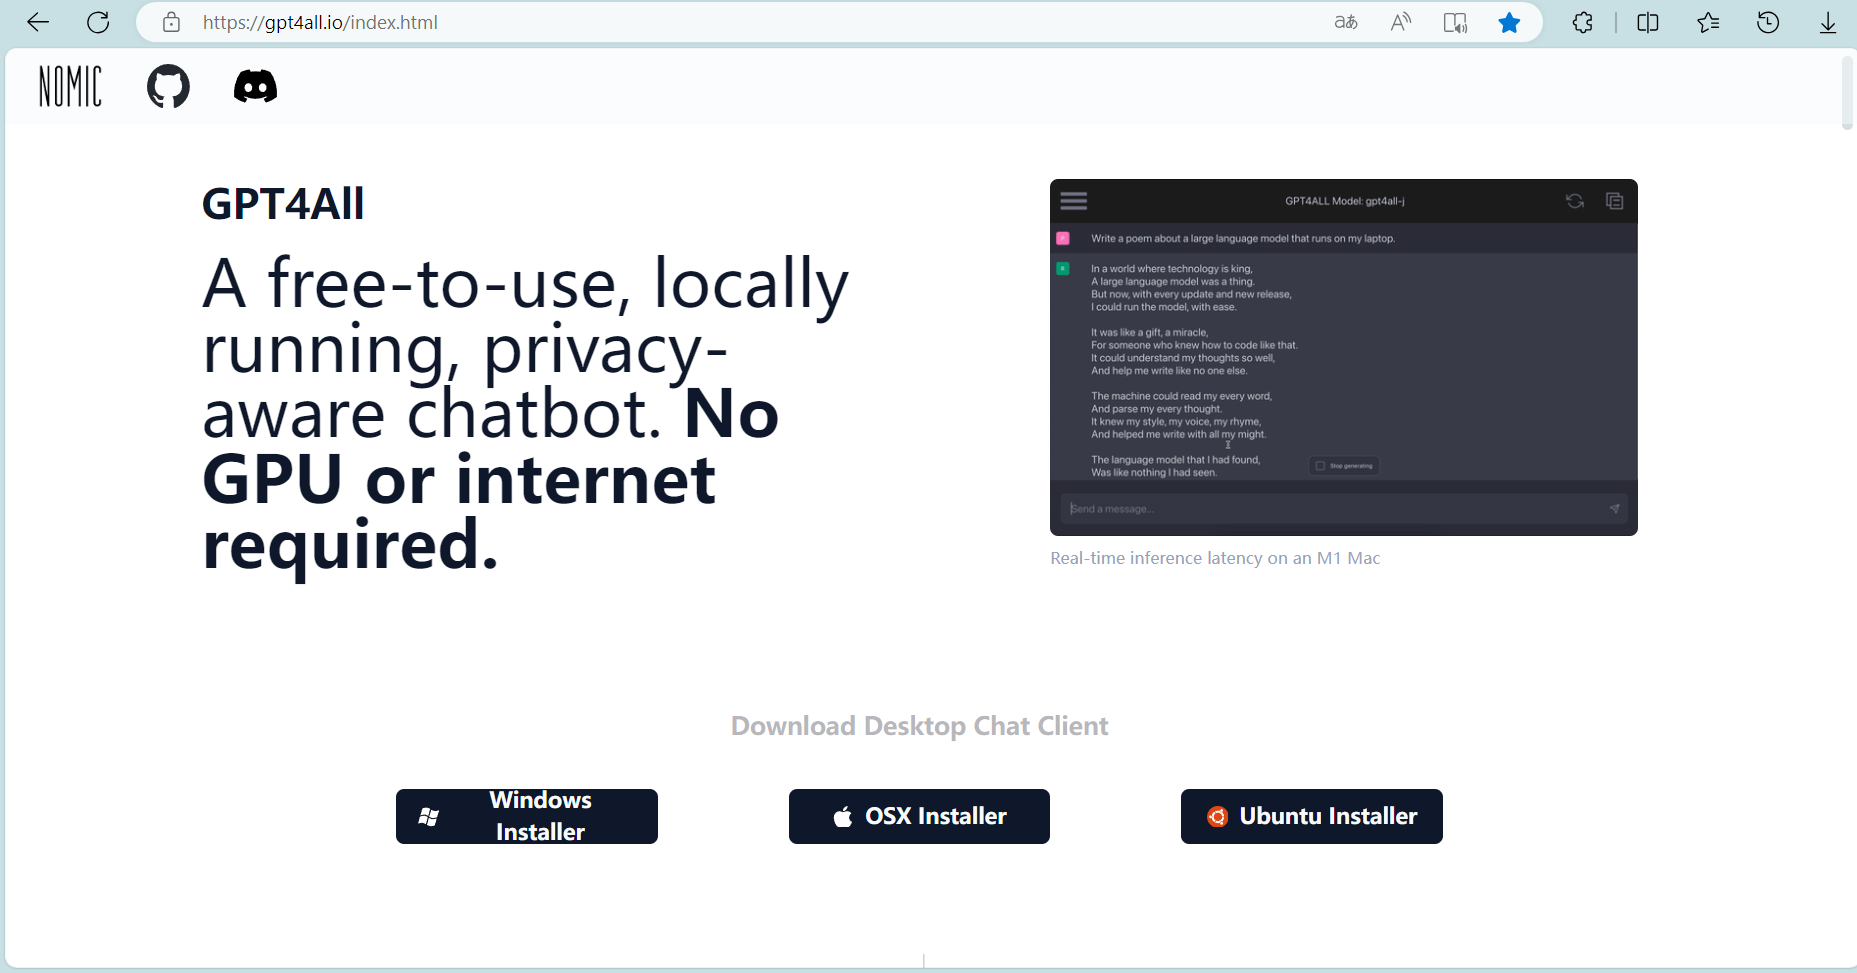 https://gpt4all.io/index.html
NOMIC
GPT4All
A free-to-use, locally
running, privacy-
aware chatbot. No
GPU or internet
required.
GPT4ALL Model: gpt4all-j
Write a poem about a large language model that runs on my laptop.
In a world where technology is king,
A large language model was a thing.
But now, with every update and new release,
I could run the model, with ease.
It was like a gift, a miracle,
For someone who knew how to code like that.
It could understand my thoughts so well,
And help me write like no one else.
The machine could read my every word,
And parse my every thought.
It knew my style, my voice, my rhyme,
And helped me write with all my might.
The language model that I had found,
Was like nothing I had seen.
Stop generating
Send a message...
Real-time inference latency on an M1 Mac
Download Desktop Chat Client
Windows
Installer
OSX Installer
Ubuntu Installer